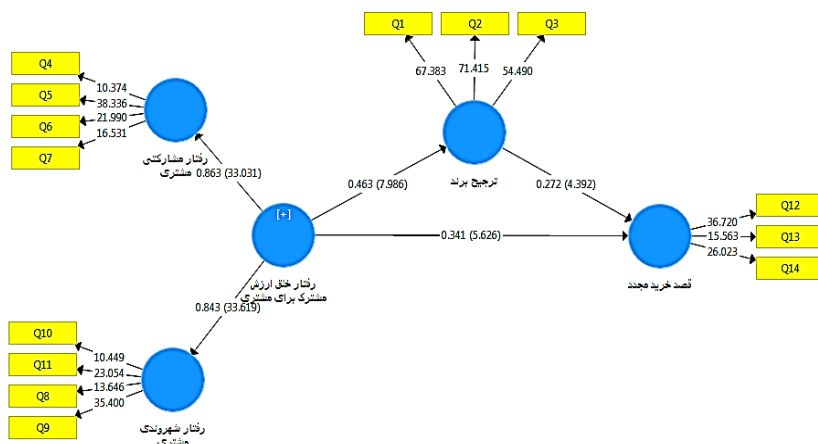 Q1
Q2
Q3
67.383
71.415
54.490
Q4
Q5
Q6
Q7
10.374
38.336
21.990
16.531
رفتار مشارکتی
مشتری
0.863 (33.031)
ترجیح برند
0.463 (7.986)
0.272 (4.392)
[+]
0.341 (5.626)
رفتار خلق ارزش
مشترک برای مشتری
Q12
Q13
Q14
36.720
15.563
26.023
قصد خرید مجدد
0.843 (33.619)
Q10
Q11
Q8
Q9
10.449
23.054
13.646
35.400
رفتار شهروندی
مشتری